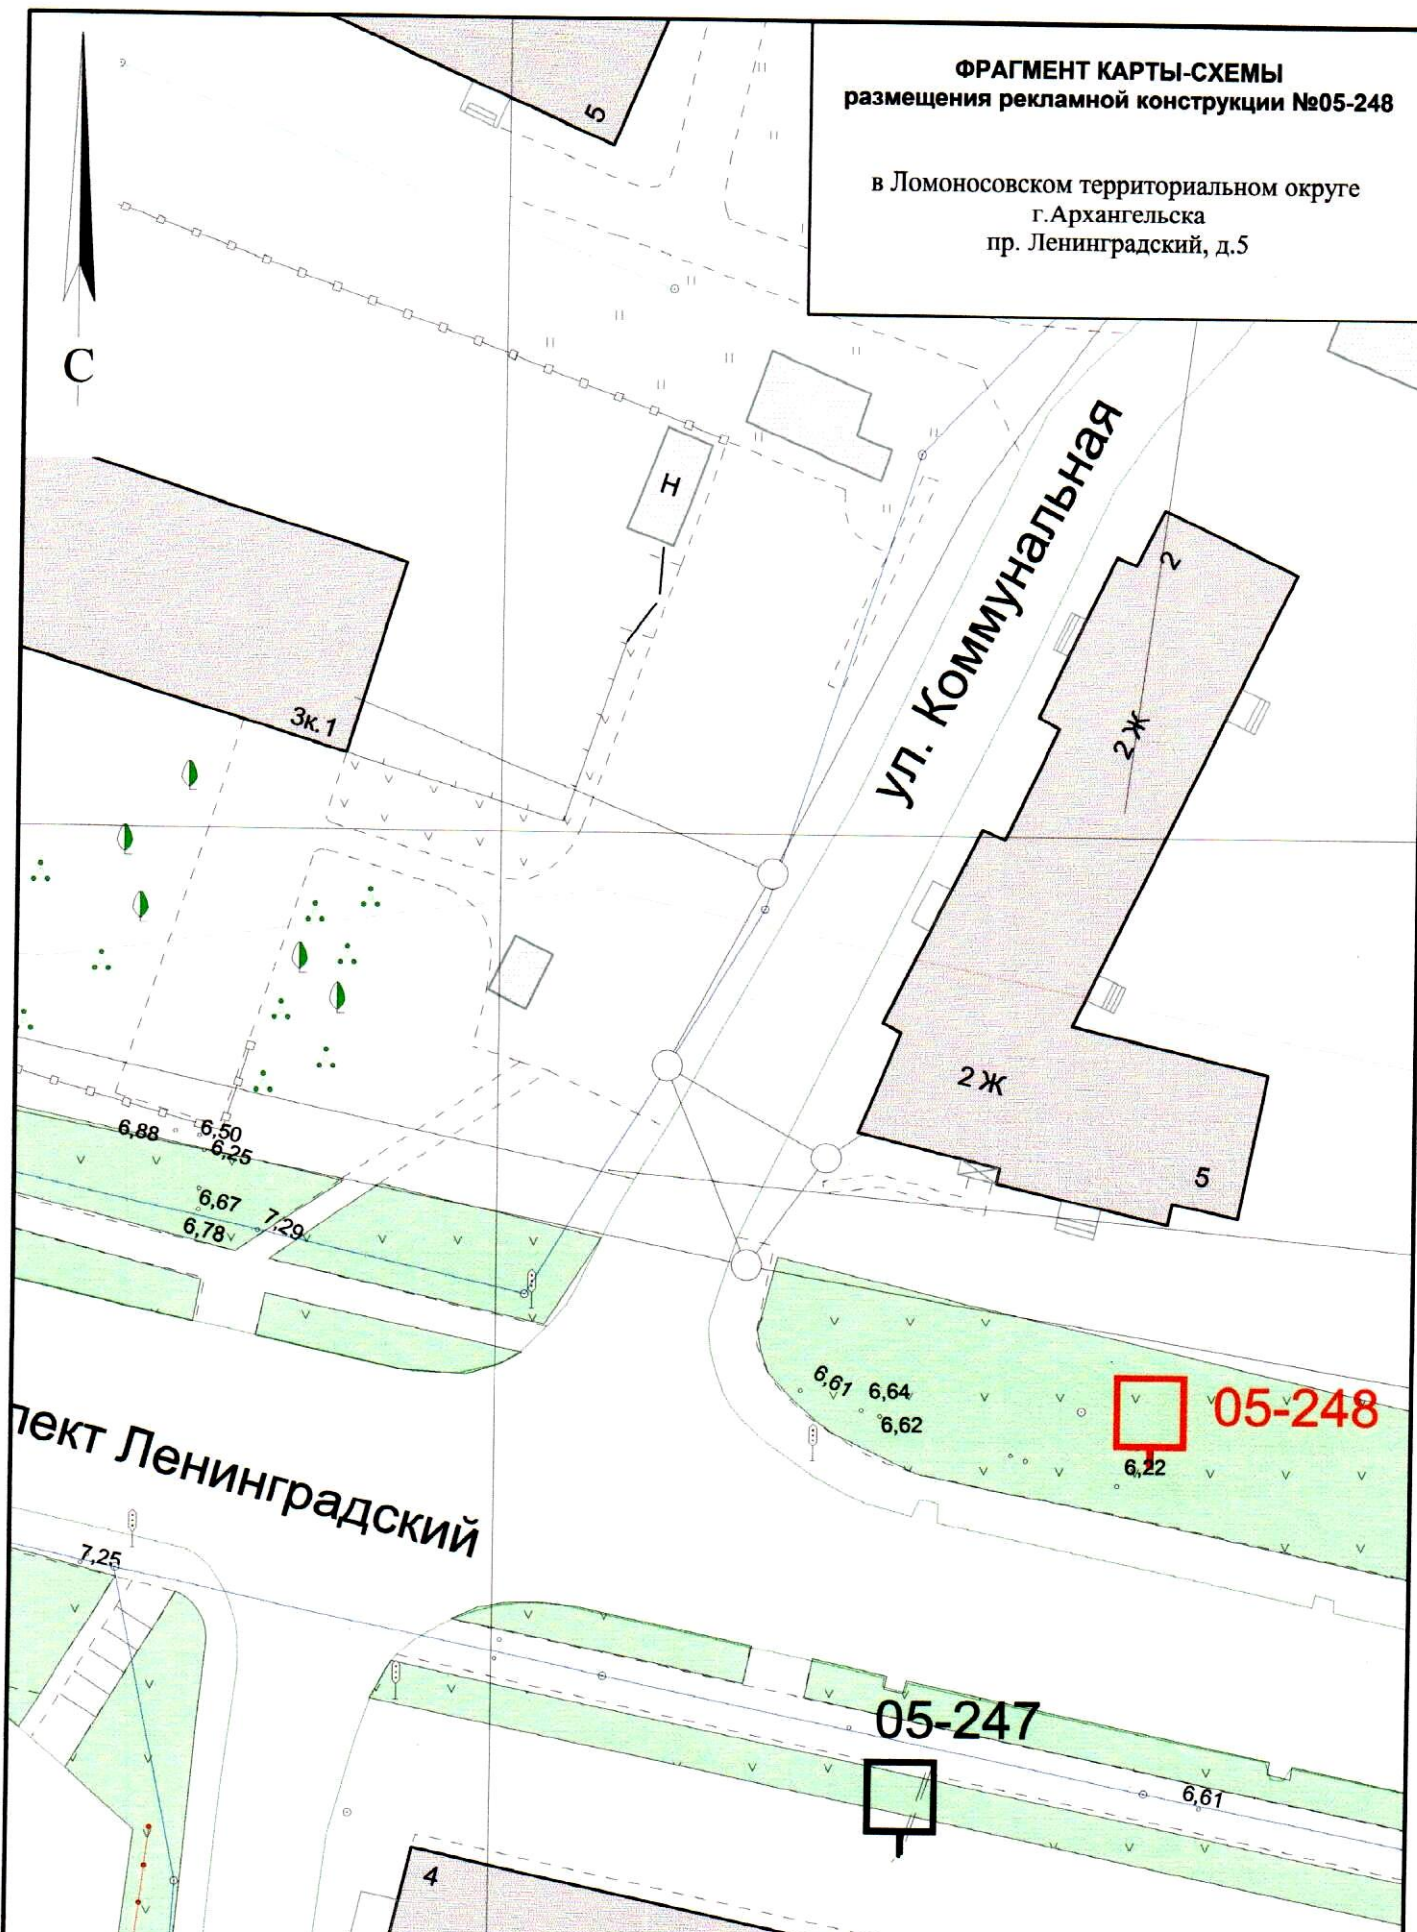 ФРАГМЕНТ КАРТЫ-СХЕМЫ
размещения рекламной конструкции №05-248
в Ломоносовском территориальном округе
г.Архангельска
пр. Ленинградский, д.5
5
С
Н
ул. Коммунальная
2
2Ж
3к.1
2Ж
5
6,88
6,50
6,25
6,67
6,78
7,29
6,61
6,64
6,62
05-248
6,22
пект Ленинградский
7,25
05-247
6,61
4